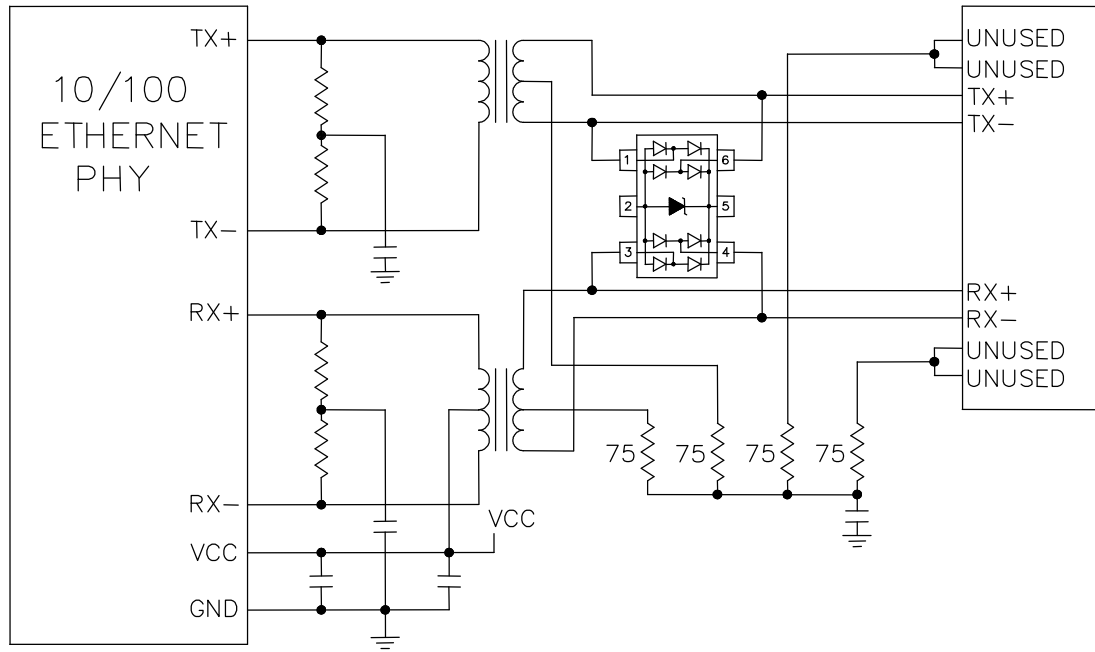 10/100
ETHERNET
PHY
TX+
TX-
RX+
RX-
VCC
GND
VCC
1
2
3
6
5
4
UNUSED
UNUSED
TX+
TX-
RX+
RX-
UNUSED
UNUSED
75
75
75
75